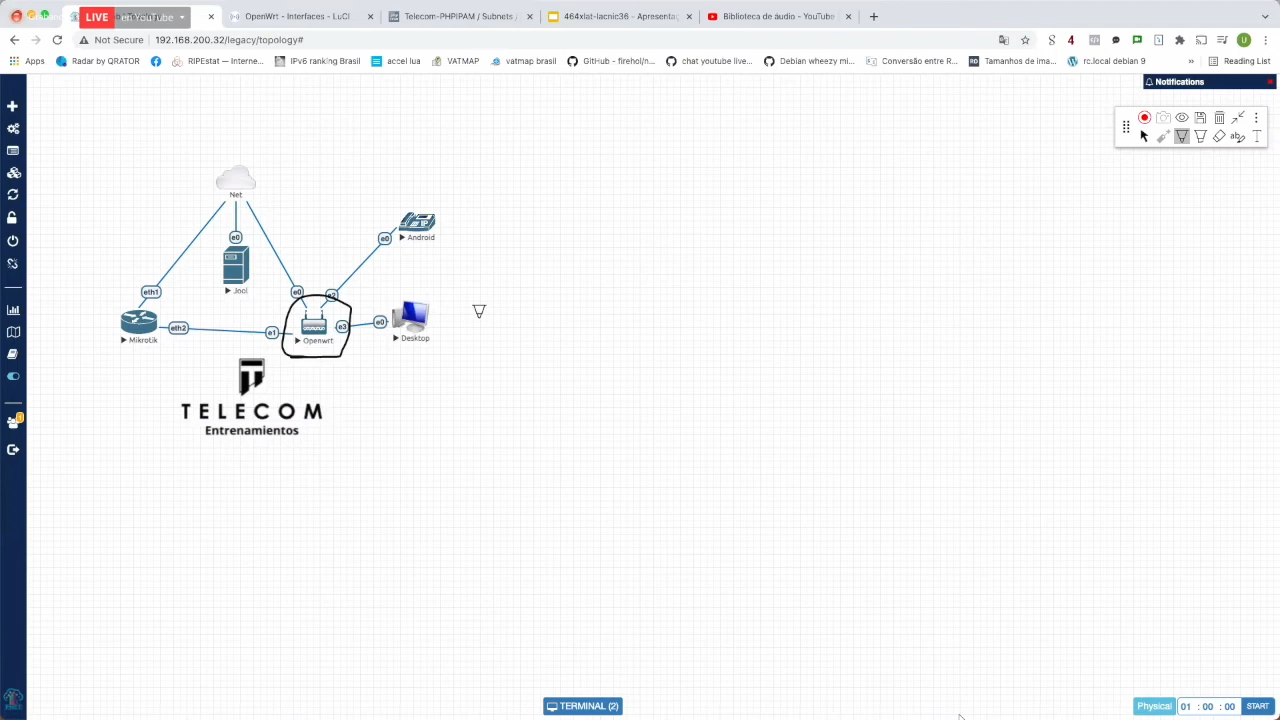 LIVE en YouTube
OpenWrt - Interfaces - LuCI
Telecom-PHPIPAM / Subne
464xlat-lacnic36 - Apresenta
Biblioteca de áudio - YouTube
Not Secure | 192.168.200.32/legacy/topology#
Apps
Radar by QRATOR
RIPEstat — Interne...
IPv6 ranking Brasil
accel lua
VATMAP
vatmap brasil
GitHub - firehol/n...
chat youtube live...
Debian wheezy mi...
Conversão entre R...
Tamanhos de ima...
rc.local debian 9
»
Reading List
Notifications
Net
e0
Android
e0
Jool
eth1
e0
e2
Mikrotik
eth2
e1
Openwrt
e3
e0
Desktop
TELECOM
Entrenamientos
TERMINAL (2)
Physical
01 : 00 : 00
START